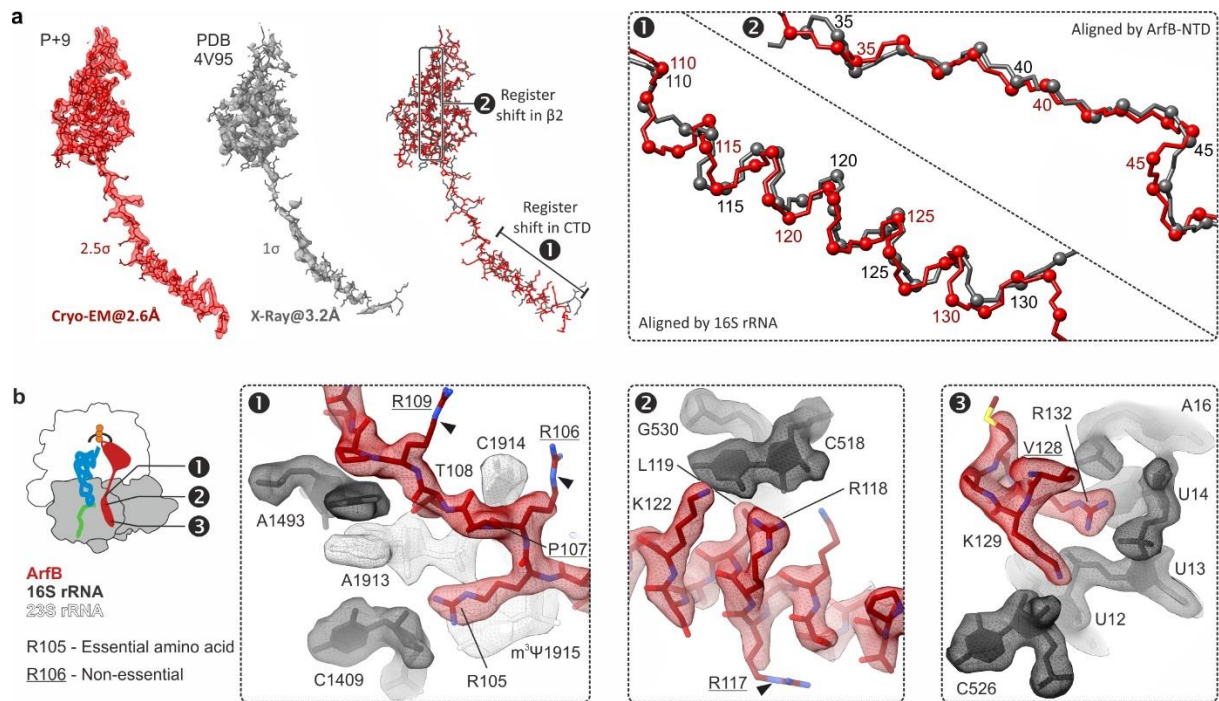 a
P+9
2.5σ
Cryo-EM@2.6Å
PDB
4V95
1σ
X-Ray@3.2Å
2
Register
shift in β2
Register
shift in CTD
1
1
2
Aligned by ArfB-NTD
35
35
40
40
45
45
110
110
115
115
120
120
125
125
130
130
Aligned by 16S rRNA
b
1
2
3
ArfB
16S rRNA
23S rRNA
R105 - Essential amino acid
R106 - Non-essential
1
R109
C1914
R106
T108
A1493
P107
A1913
m³Ψ1915
C1409
R105
2
G530
C518
L119
R118
K122
R117
3
A16
R132
V128
U14
K129
U13
U12
C526